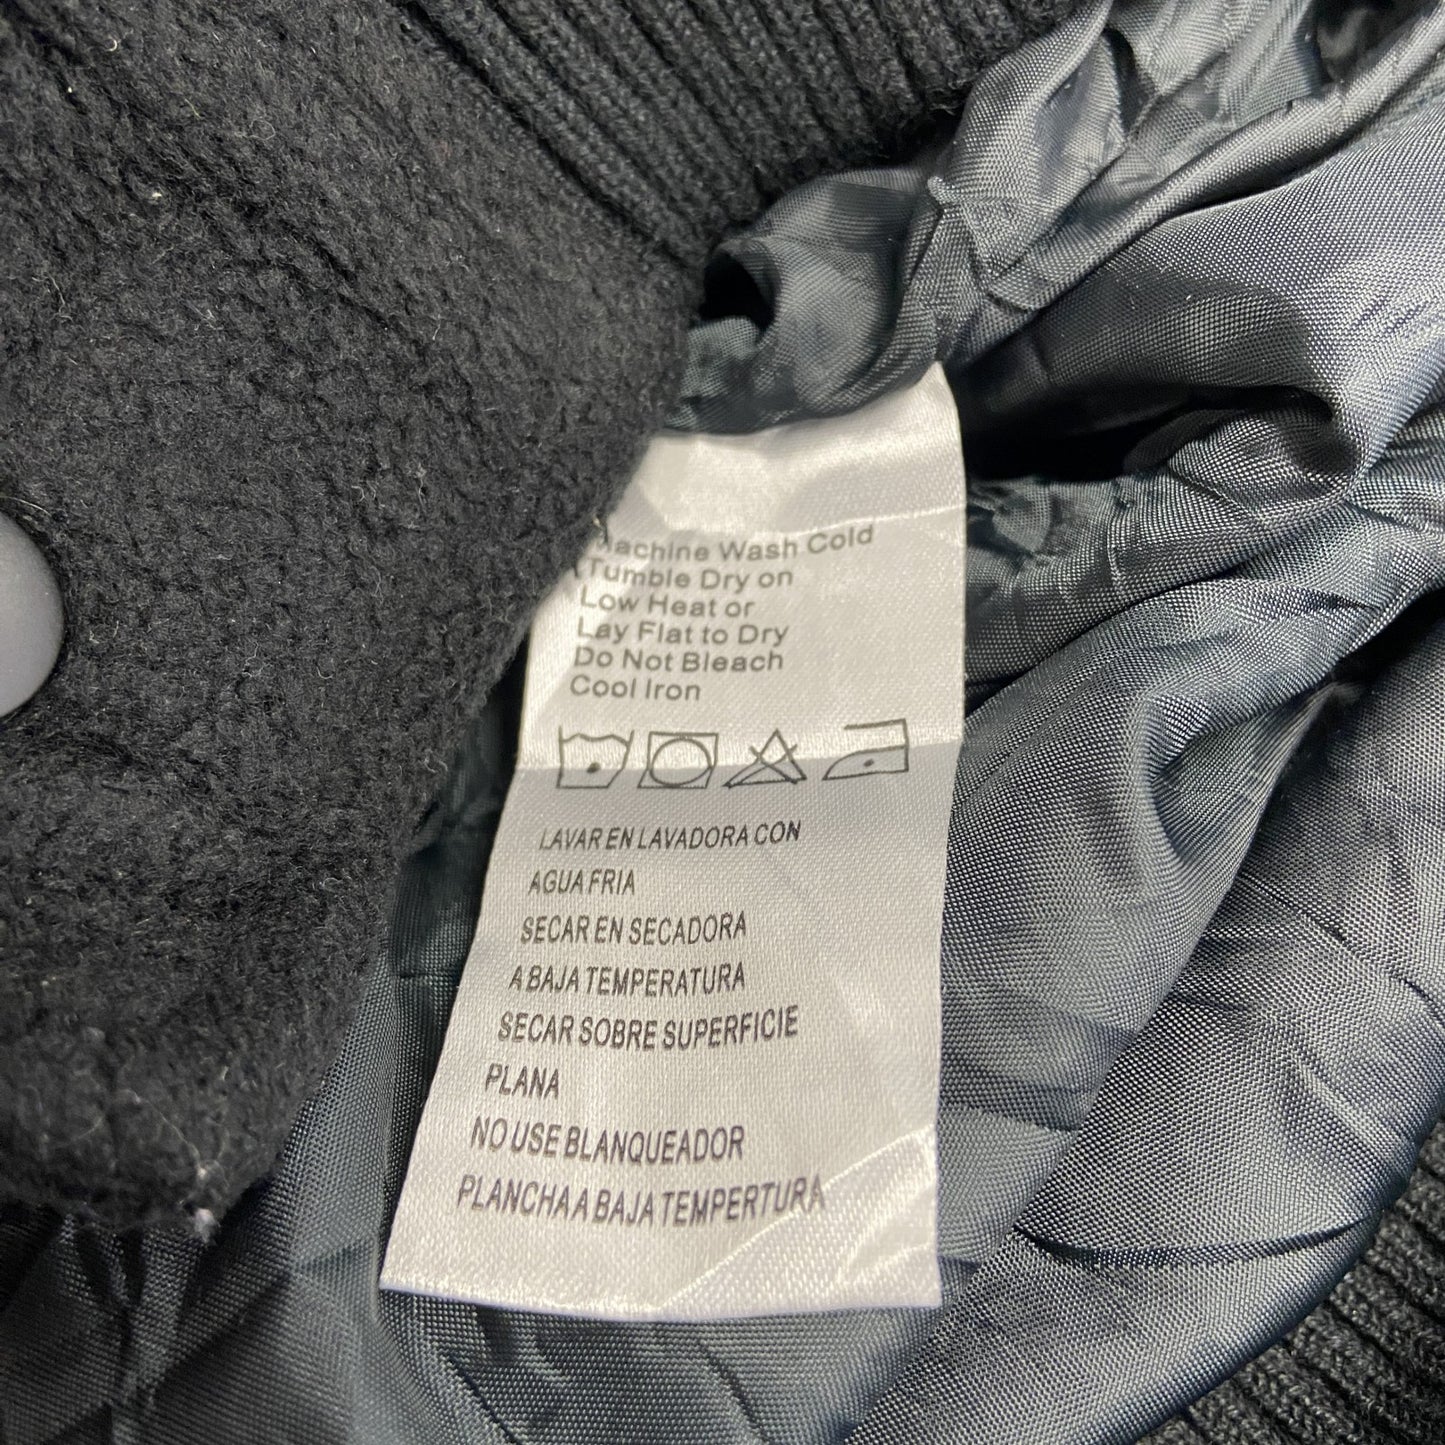 Machine Wash Cold
Tumble Dry on
Low Heat or
Lay Flat to Dry
Do Not Bleach
Cool Iron
LAVAR EN LAVADORA CON
AGUA FRIA
SECAR EN SECADORA
A BAJA TEMPERATURA
SECAR SOBRE SUPERFICIE
PLANA
NO USE BLANQUEADOR
PLANCHA A BAJA TEMPERTURA